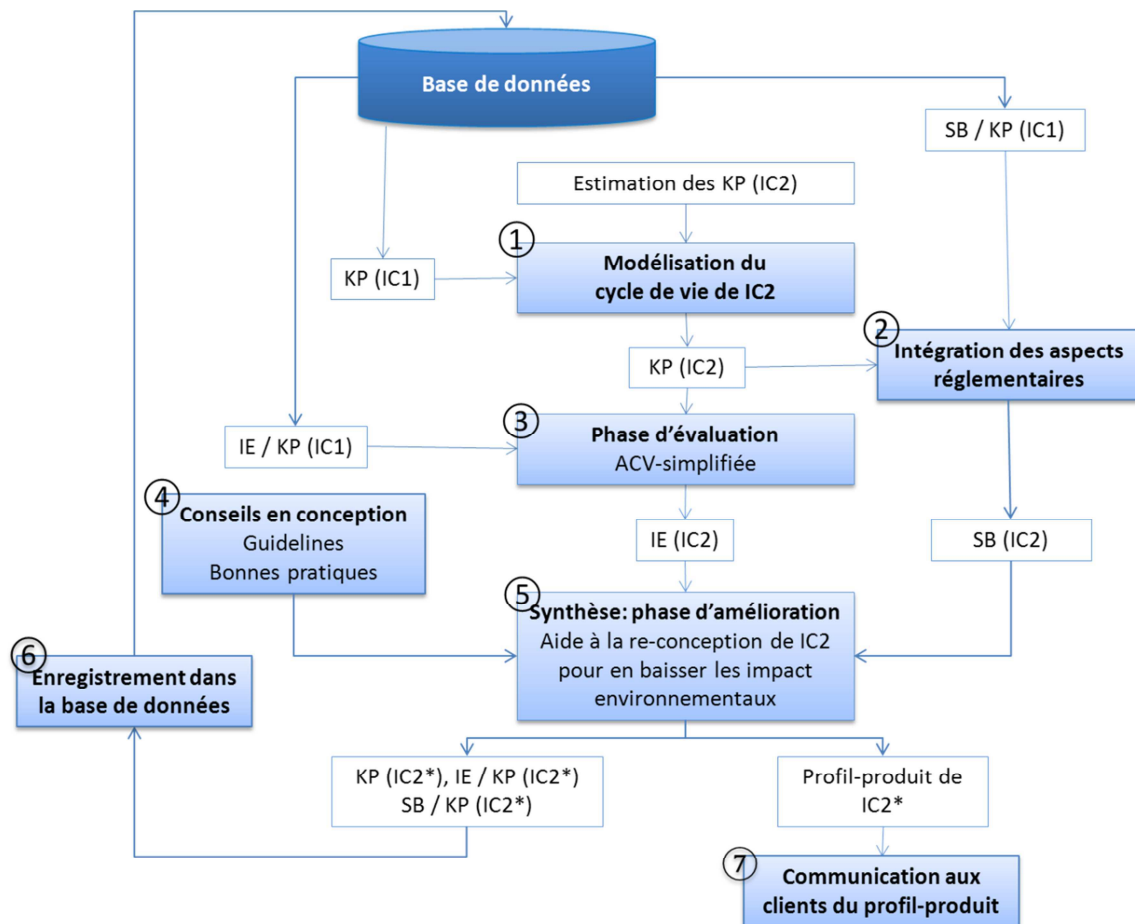 Base de données
SB / KP (IC1)
Estimation des KP (IC2)
①
Modélisation du
cycle de vie de IC2
KP (IC1)
②
Intégration des aspects
réglementaires
KP (IC2)
③
Phase d'évaluation
ACV-simplifiée
IE / KP (IC1)
④
Conseils en conception
Guidelines
Bonnes pratiques
IE (IC2)
SB (IC2)
⑤
Synthèse: phase d'amélioration
Aide à la re-conception de IC2
pour en baisser les impact
environnementaux
⑥
Enregistrement dans
la base de données
KP (IC2*), IE / KP (IC2*)
SB / KP (IC2*)
Profil-produit de
IC2*
⑦
Communication aux
clients du profil-produit